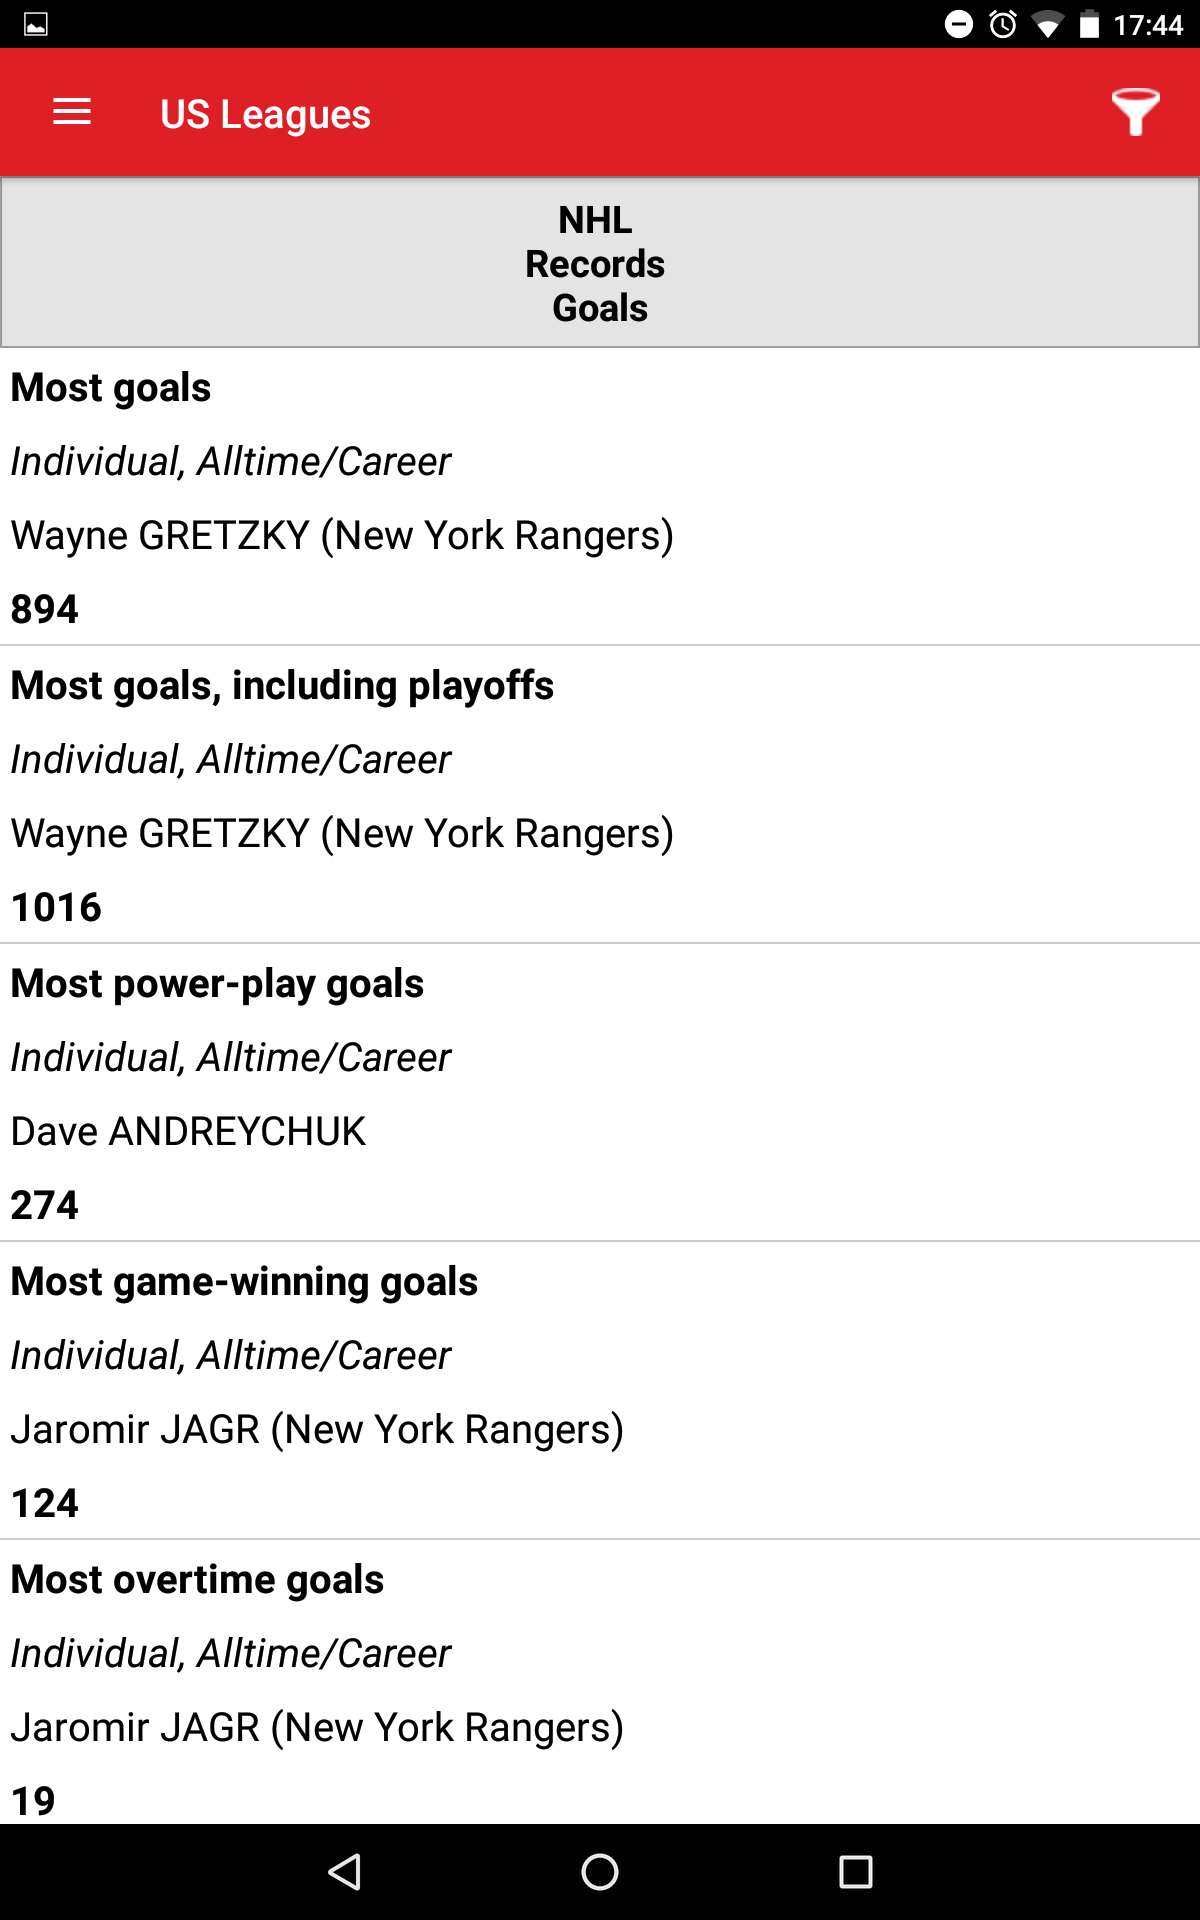 17:44
US Leagues
NHL
Records
Goals
Most goals
Individual, Alltime/Career
Wayne GRETZKY (New York Rangers)
894
Most goals, including playoffs
Individual, Alltime/Career
Wayne GRETZKY (New York Rangers)
1016
Most power-play goals
Individual, Alltime/Career
Dave ANDREYCHUK
274
Most game-winning goals
Individual, Alltime/Career
Jaromir JAGR (New York Rangers)
124
Most overtime goals
Individual, Alltime/Career
Jaromir JAGR (New York Rangers)
19